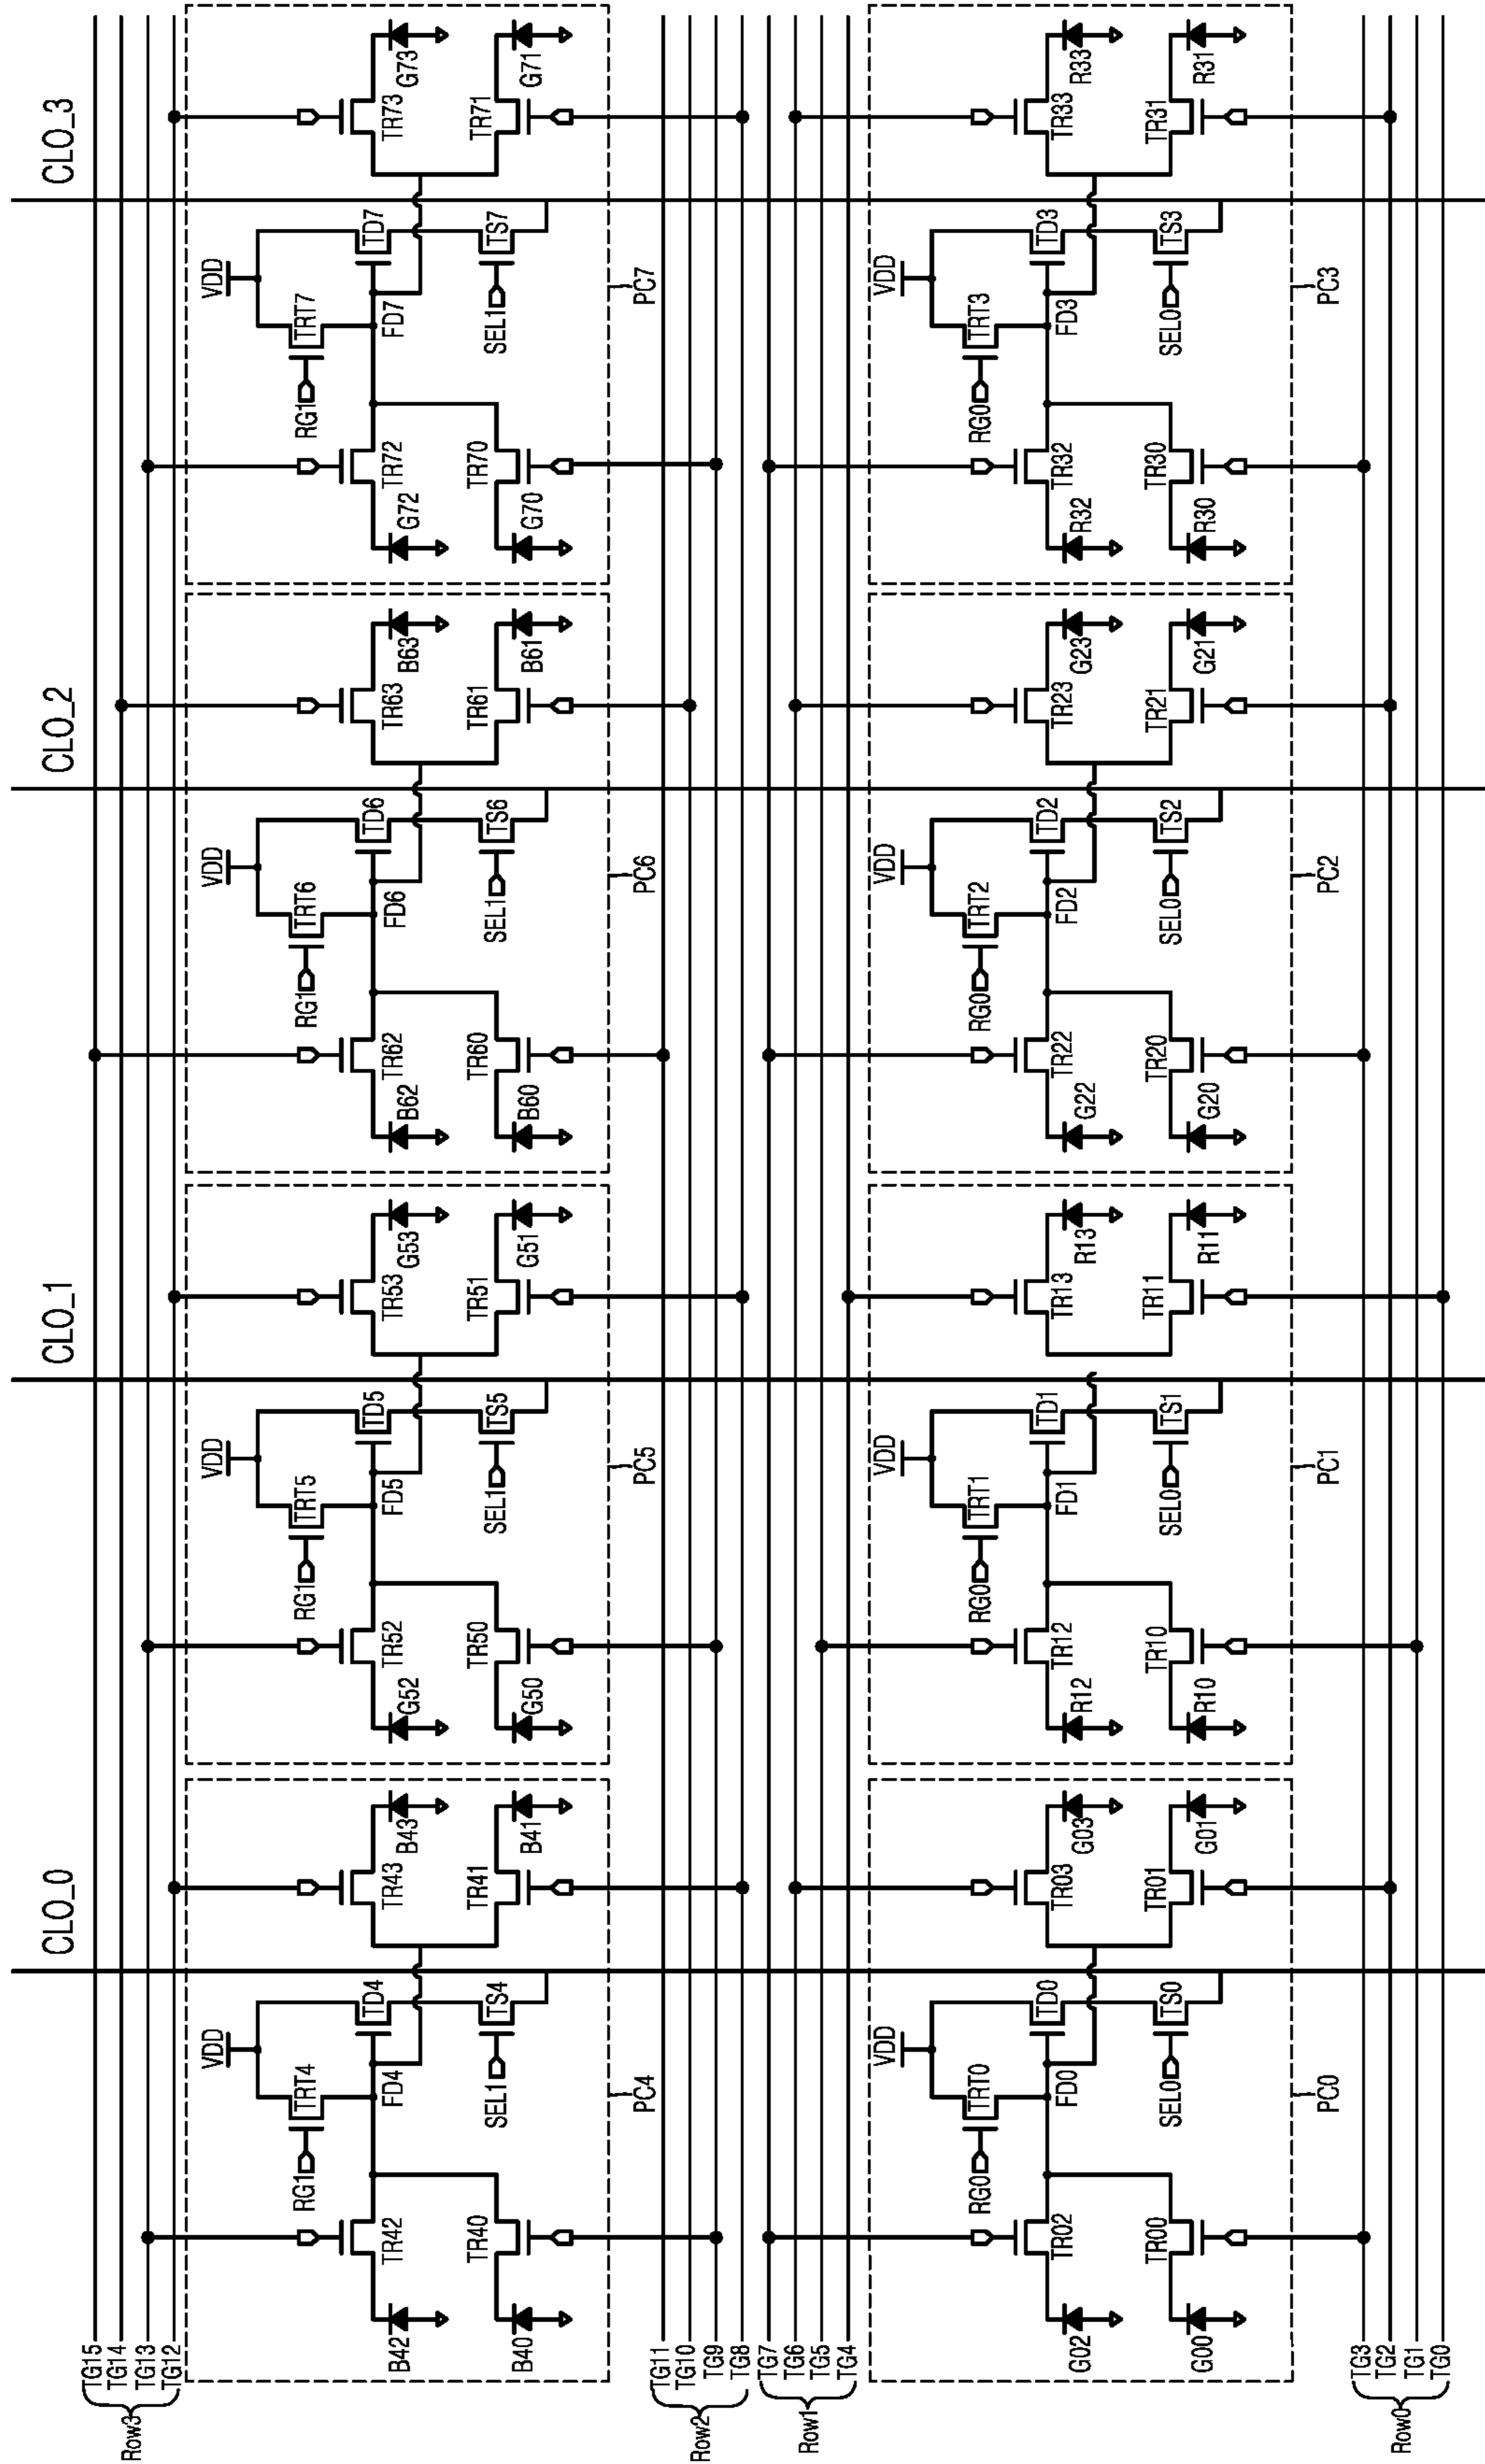 CLO_0
CLO_1
CLO_2
CLO_3
Row3
TG15
TG14
TG13
TG12
VDD
VDD
VDD
VDD
RG1
TRT4
TD4
RG1
TRT5
TD5
RG1
TRT6
TD6
RG1
TRT7
TD7
TR42
FD4
TR43
TR52
FD5
TR53
TR62
FD6
TR63
TR72
FD7
TR73
B42
B43
G52
G53
B62
B63
G72
G73
TR40
SEL1
TS4
TR41
TR50
SEL1
TS5
TR51
TR60
SEL1
TS6
TR61
TR70
SEL1
TS7
TR71
B40
B41
G50
G51
B60
B61
G70
G71
PC4
PC5
PC6
PC7
Row2
TG11
TG10
TG9
TG8
Row1
TG7
TG6
TG5
TG4
VDD
VDD
VDD
VDD
RG0
TRT0
TD0
RG0
TRT1
TD1
RG0
TRT2
TD2
RG0
TRT3
TD3
TR02
FD0
TR03
TR12
FD1
TR13
TR22
FD2
TR23
TR32
FD3
TR33
G02
G03
R12
R13
G22
G23
R32
R33
TR00
SEL0
TS0
TR01
TR10
SEL0
TS1
TR11
TR20
SEL0
TS2
TR21
TR30
SEL0
TS3
TR31
G00
G01
R10
R11
G20
G21
R30
R31
PC0
PC1
PC2
PC3
Row0
TG3
TG2
TG1
TG0